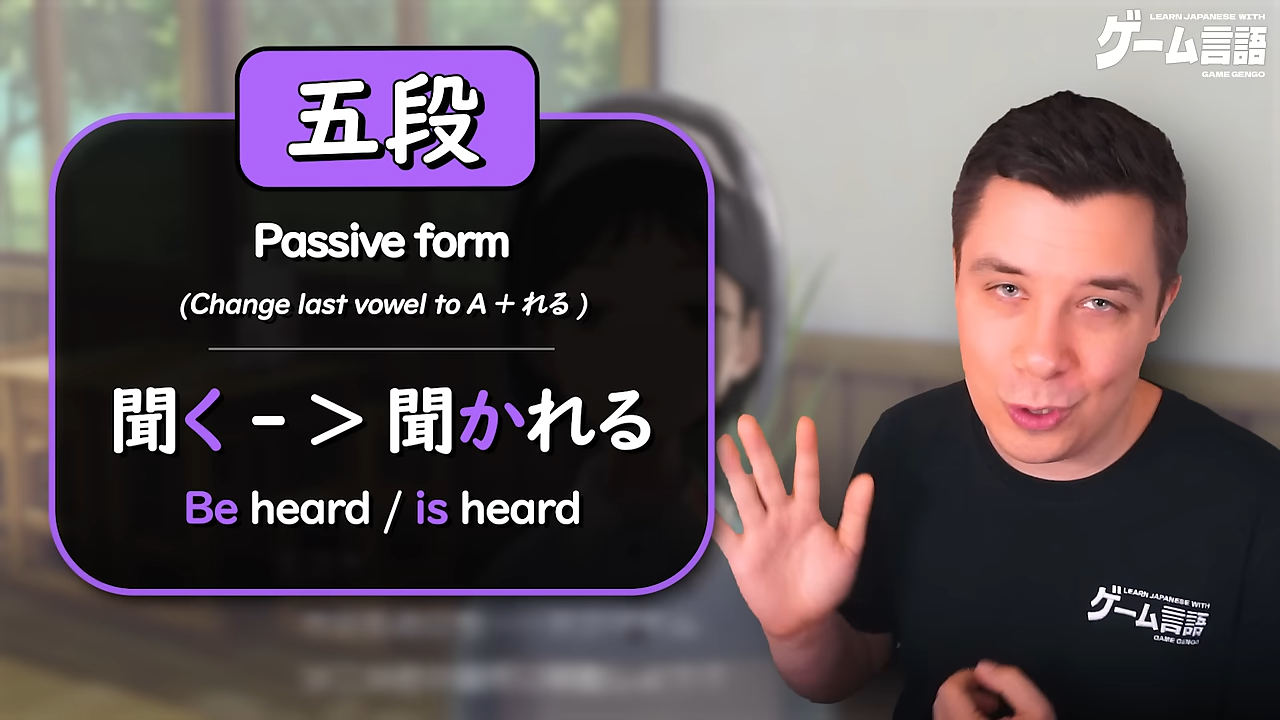 五段
Passive form
(Change last vowel to A + れる )
聞く - > 聞かれる
Be heard / is heard
LEARN JAPANESE WITH
ゲーム言語
GAME GENGO
LEARN JAPANESE WITH
ゲーム言語
GAME GENGO